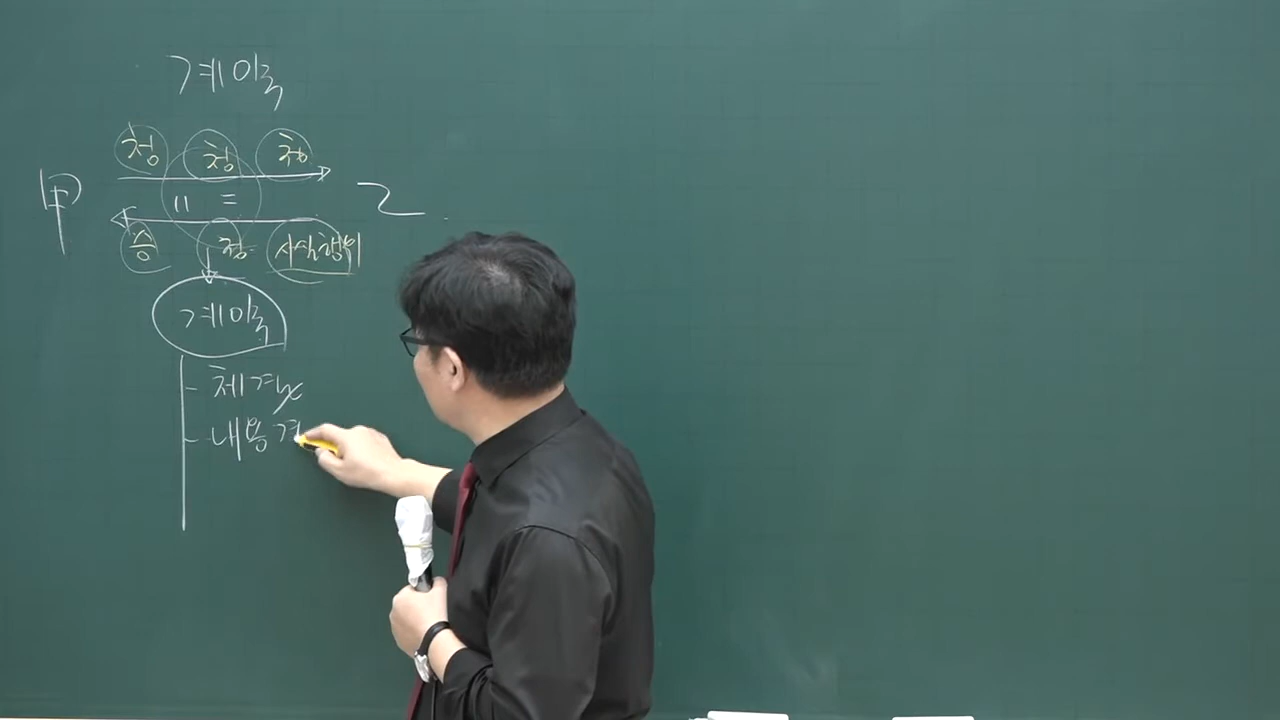 계약
청 청 청
甲 〃 = 乙
승 청 사실행위
계약
체결
내용 결